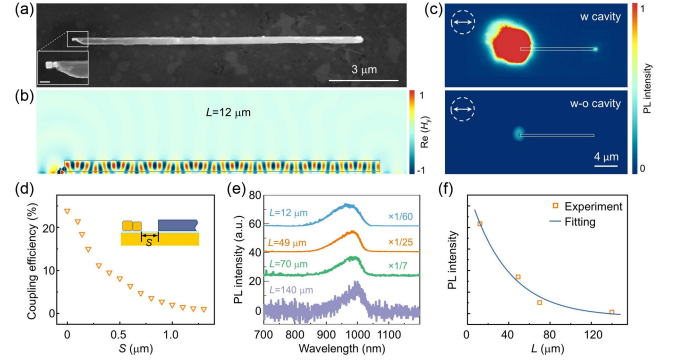 (a)
3 μm
(b)
L=12 μm
1
-1
Re (Hy)
(c)
w cavity
w-o cavity
4 μm
1
0
PL intensity
(d)
Coupling efficiency (%)
30
20
10
0
S
0 0.5 1.0
S (μm)
(e)
PL intensity (a.u.)
80
60
40
20
0
L=12 μm ×1/60
L=49 μm ×1/25
L=70 μm ×1/7
L=140 μm
700 800 900 1000 1100
Wavelength (nm)
(f)
PL intensity
Experiment
Fitting
0 40 80 120
L (μm)